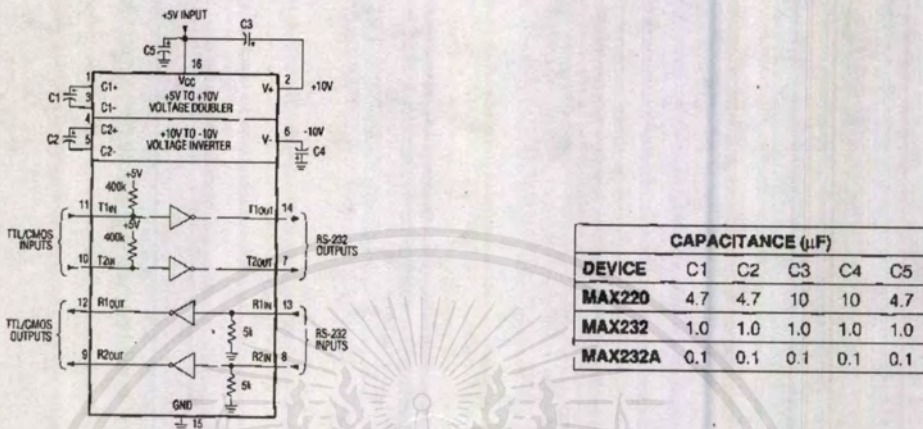 +5V INPUT
C3
C5
+
+
16
1
VCC
2
C1+
+5V TO +10V
V+
+10V
C1
3
C1-
VOLTAGE DOUBLER
4
C2+
+10V TO -10V
6
-10V
C2
5
VOLTAGE INVERTER
V-
C2-
C4
+5V
400k
11
T1IN
T1OUT
14
TTL/CMOS
INPUTS
+5V
400k
RS-232
OUTPUTS
10
T2IN
T2OUT
7
12
R1OUT
R1IN
13
TTL/CMOS
OUTPUTS
5k
RS-232
INPUTS
9
R2OUT
R2IN
8
5k
GND
15
CAPACITANCE (µF)
DEVICE C1 C2 C3 C4 C5
MAX220 4.7 4.7 10 10 4.7
MAX232 1.0 1.0 1.0 1.0 1.0
MAX232A 0.1 0.1 0.1 0.1 0.1